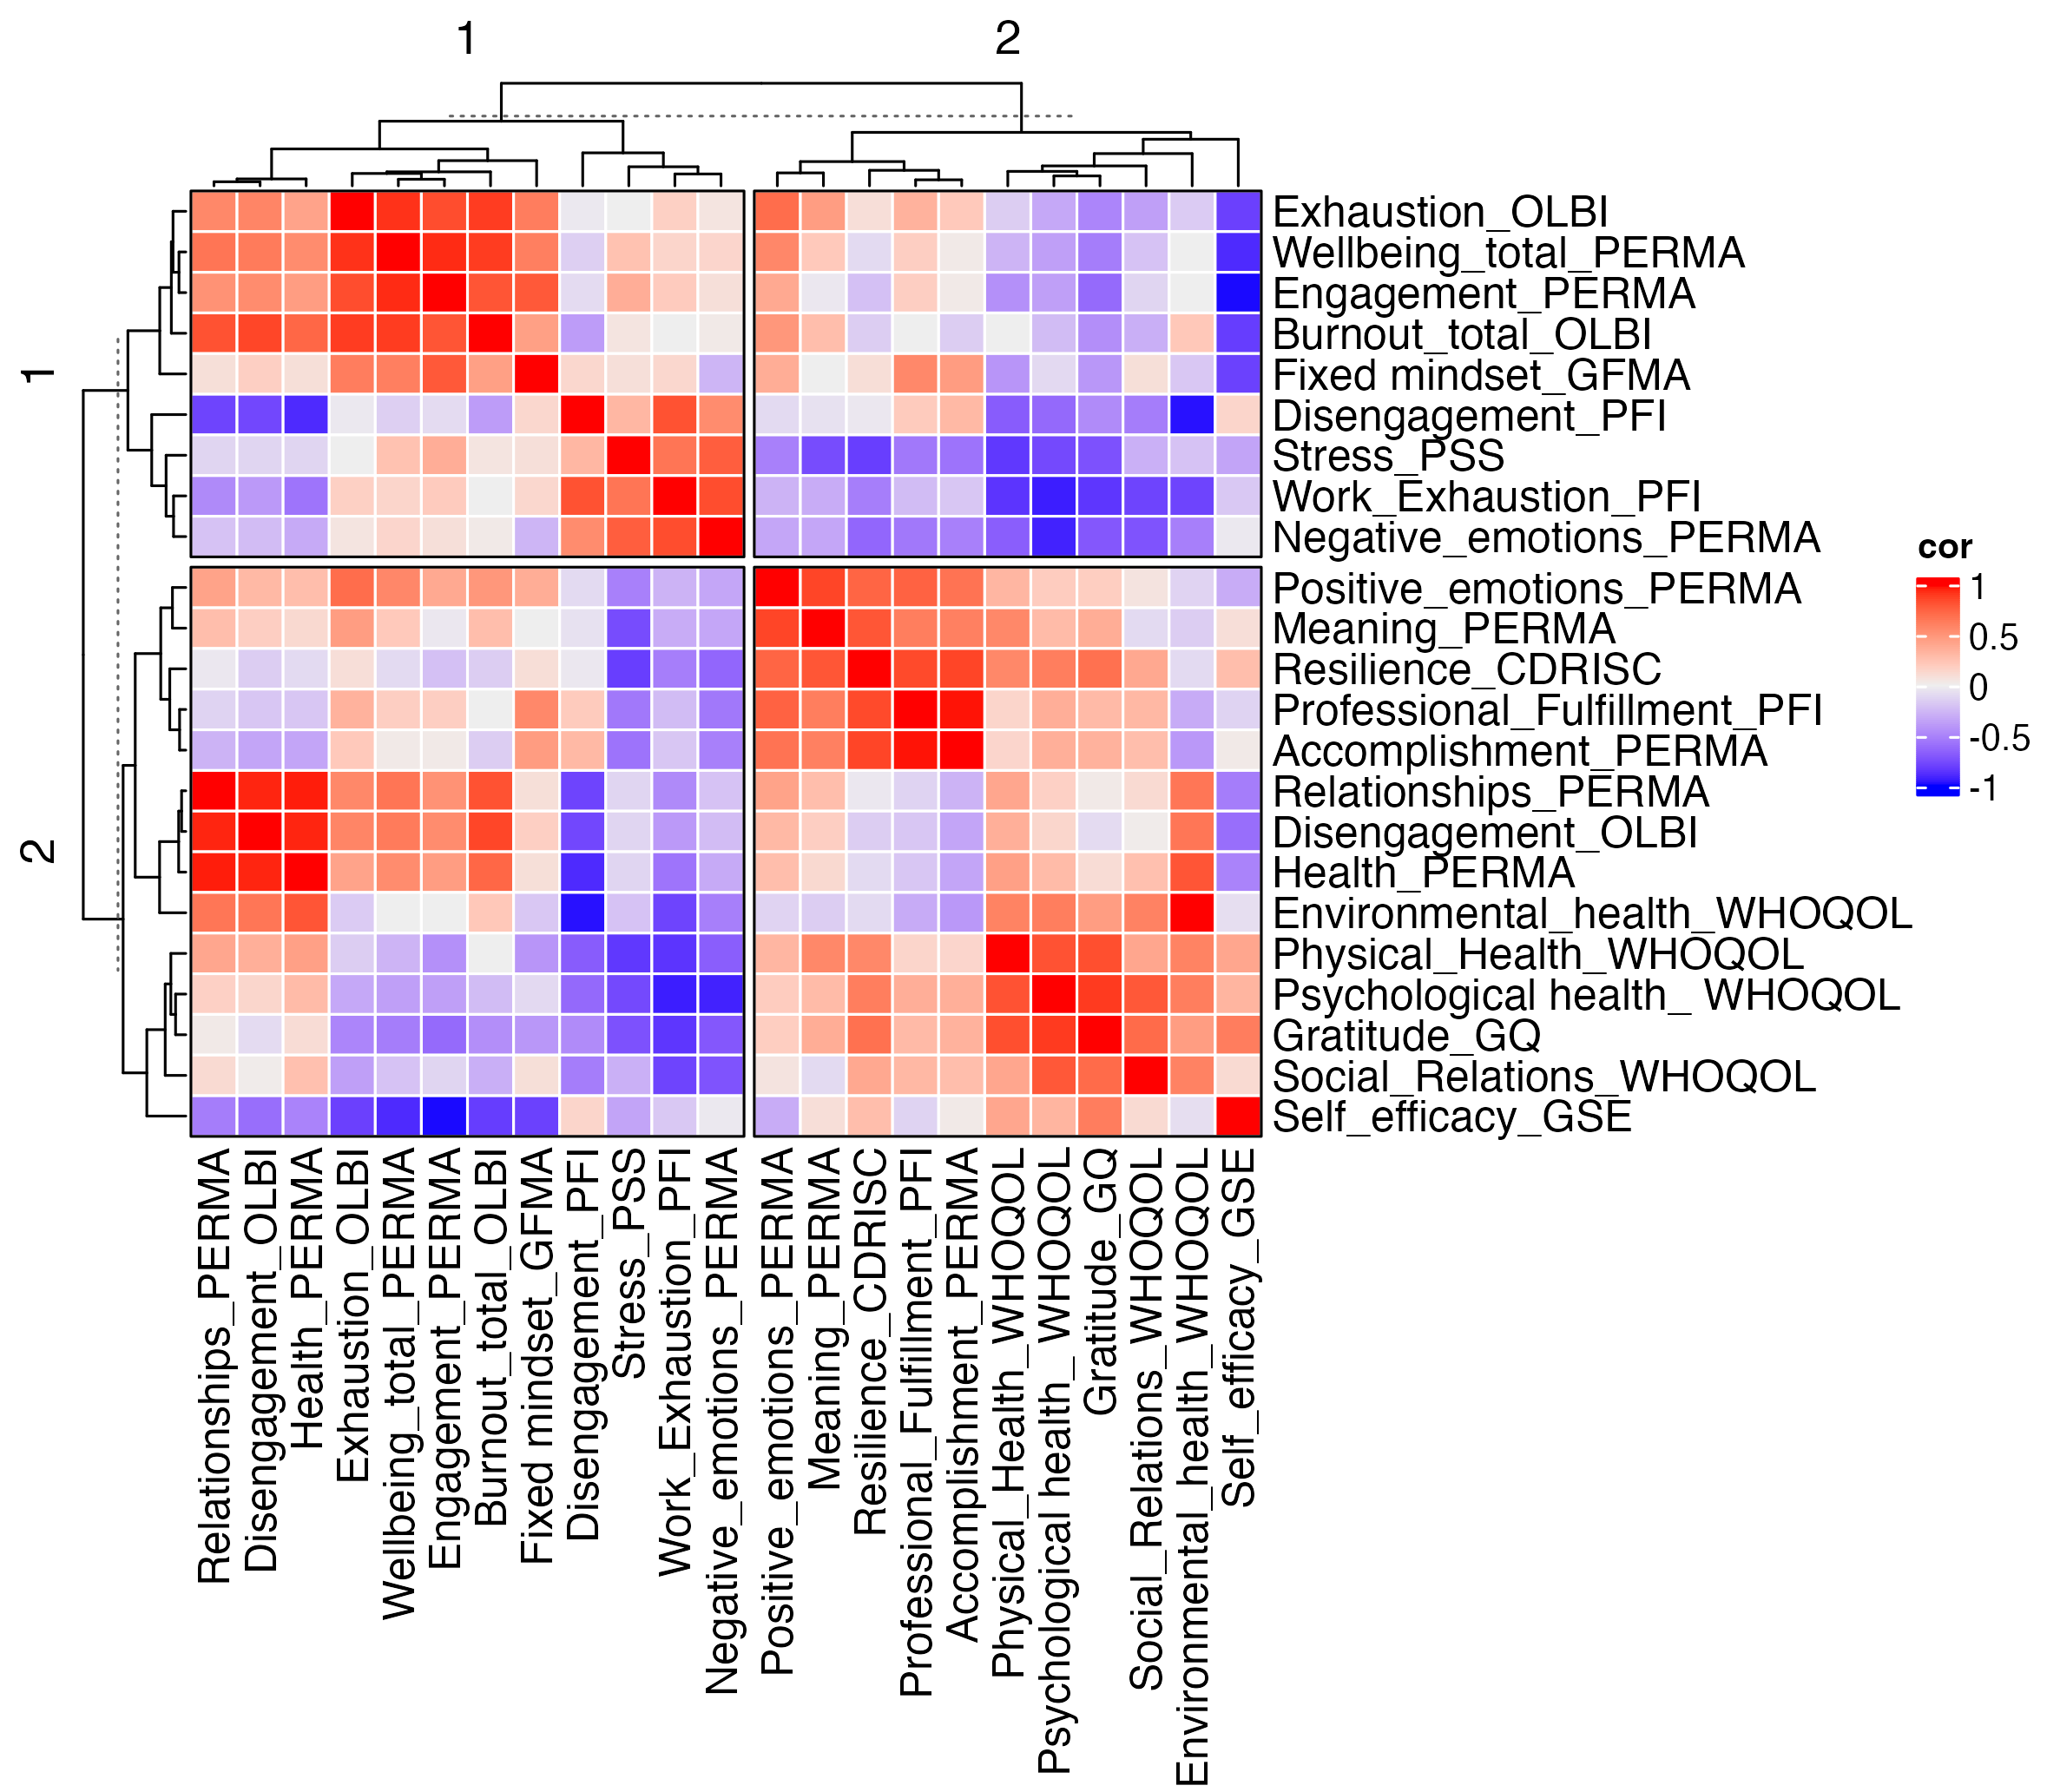 1
2
1
2
Exhaustion_OLBI
Wellbeing_total_PERMA
Engagement_PERMA
Burnout_total_OLBI
Fixed mindset_GFMA
Disengagement_PFI
Stress_PSS
Work_Exhaustion_PFI
Negative_emotions_PERMA
Positive_emotions_PERMA
Meaning_PERMA
Resilience_CDRISC
Professional_Fulfillment_PFI
Accomplishment_PERMA
Relationships_PERMA
Disengagement_OLBI
Health_PERMA
Environmental_health_WHOQOL
Physical_Health_WHOQOL
Psychological health_ WHOQOL
Gratitude_GQ
Social_Relations_WHOQOL
Self_efficacy_GSE
cor
1
0.5
0
-0.5
-1
Relationships_PERMA
Disengagement_OLBI
Health_PERMA
Exhaustion_OLBI
Wellbeing_total_PERMA
Engagement_PERMA
Burnout_total_OLBI
Fixed mindset_GFMA
Disengagement_PFI
Stress_PSS
Work_Exhaustion_PFI
Negative_emotions_PERMA
Positive_emotions_PERMA
Meaning_PERMA
Resilience_CDRISC
Professional_Fulfillment_PFI
Accomplishment_PERMA
Physical_Health_WHOQOL
Psychological health_ WHOQOL
Gratitude_GQ
Social_Relations_WHOQOL
Environmental_health_WHOQOL
Self_efficacy_GSE